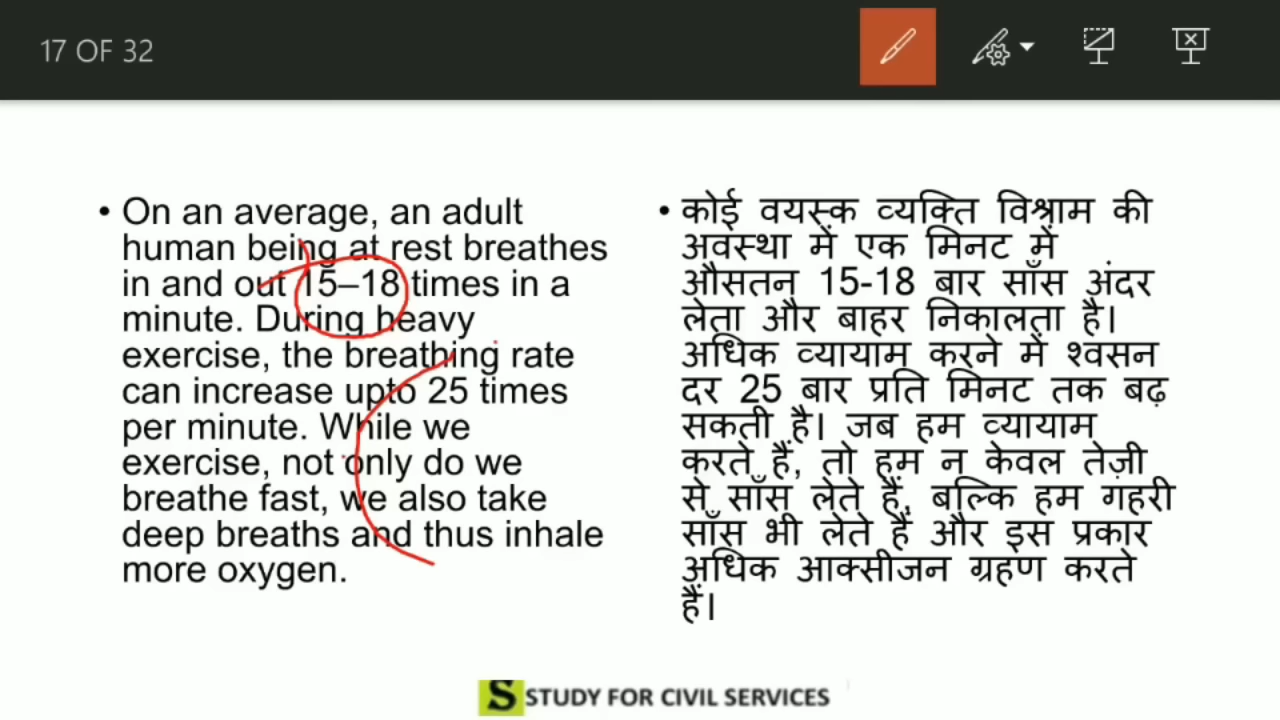 17 OF 32
• On an average, an adult
human being at rest breathes
in and out 15–18 times in a
minute. During heavy
exercise, the breathing rate
can increase upto 25 times
per minute. While we
exercise, not only do we
breathe fast, we also take
deep breaths and thus inhale
more oxygen.
• कोई वयस्क व्यक्ति विश्राम की
अवस्था में एक मिनट में
औसतन 15-18 बार साँस अंदर
लेता और बाहर निकालता है।
अधिक व्यायाम करने में श्वसन
दर 25 बार प्रति मिनट तक बढ़
सकती है। जब हम व्यायाम
करते हैं, तो हम न केवल तेज़ी
से साँस लेते हैं, बल्कि हम गहरी
साँस भी लेते हैं और इस प्रकार
अधिक आक्सीजन ग्रहण करते
हैं।
S STUDY FOR CIVIL SERVICES